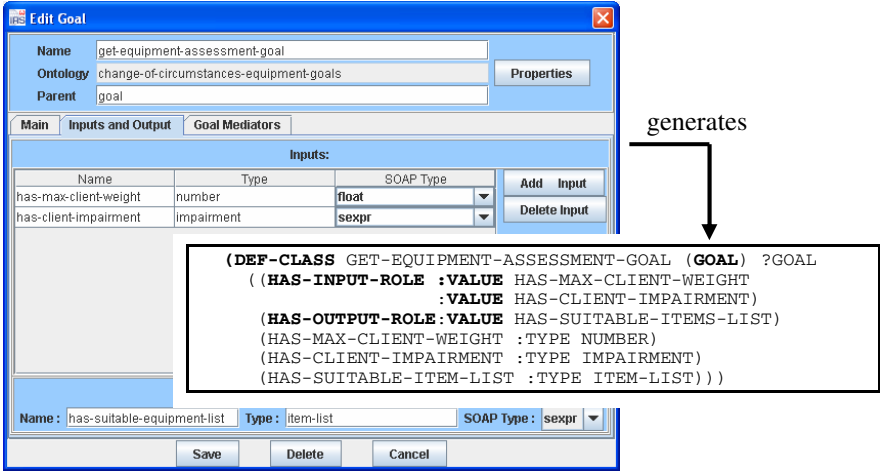 IRS Edit Goal
Name get-equipment-assessment-goal
Ontology change-of-circumstances-equipment-goals
Properties
Parent goal
Main Inputs and Output Goal Mediators
Inputs:
Name Type SOAP Type
has-max-client-weight number float
has-client-impairment impairment sexpr
Add Input
Delete Input
generates
(DEF-CLASS GET-EQUIPMENT-ASSESSMENT-GOAL (GOAL) ?GOAL
((HAS-INPUT-ROLE :VALUE HAS-MAX-CLIENT-WEIGHT
:VALUE HAS-CLIENT-IMPAIRMENT)
(HAS-OUTPUT-ROLE:VALUE HAS-SUITABLE-ITEMS-LIST)
(HAS-MAX-CLIENT-WEIGHT :TYPE NUMBER)
(HAS-CLIENT-IMPAIRMENT :TYPE IMPAIRMENT)
(HAS-SUITABLE-ITEM-LIST :TYPE ITEM-LIST)))
Name : has-suitable-equipment-list Type : item-list SOAP Type : sexpr
Save Delete Cancel